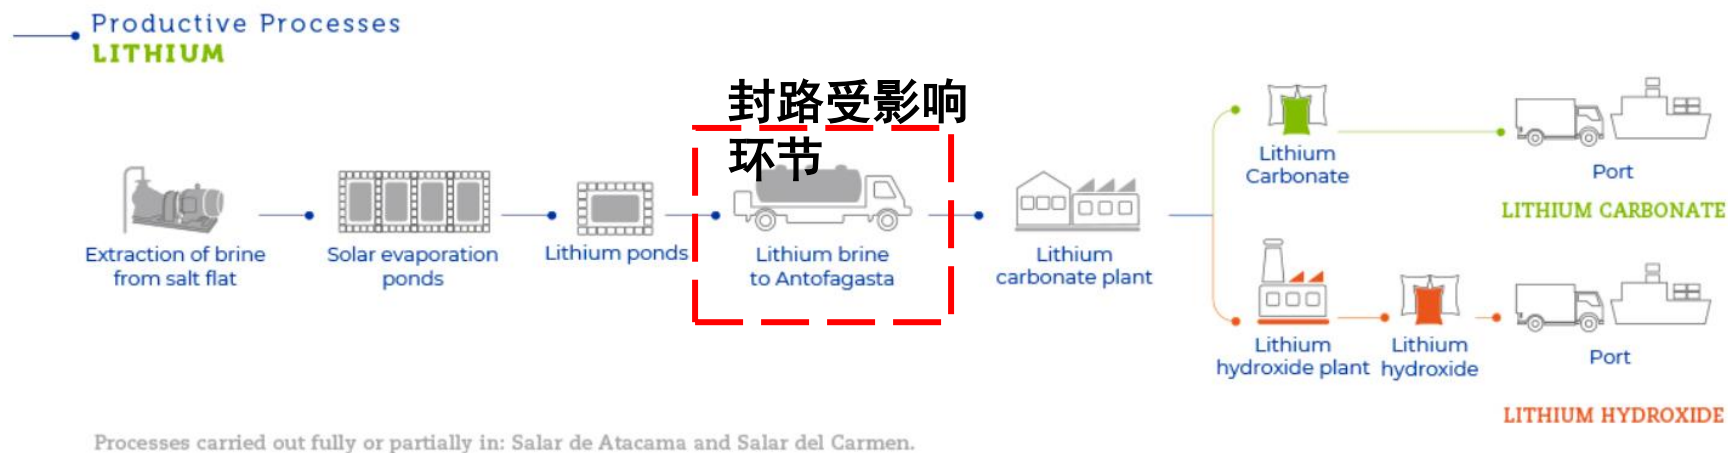 Productive Processes
LITHIUM
封路受影响
环节
Extraction of brine
from salt flat
Solar evaporation
ponds
Lithium ponds
Lithium brine
to Antofagasta
Lithium
carbonate plant
Lithium
Carbonate
Port
LITHIUM CARBONATE
Lithium
hydroxide plant
Lithium
hydroxide
Port
LITHIUM HYDROXIDE
Processes carried out fully or partially in: Salar de Atacama and Salar del Carmen.